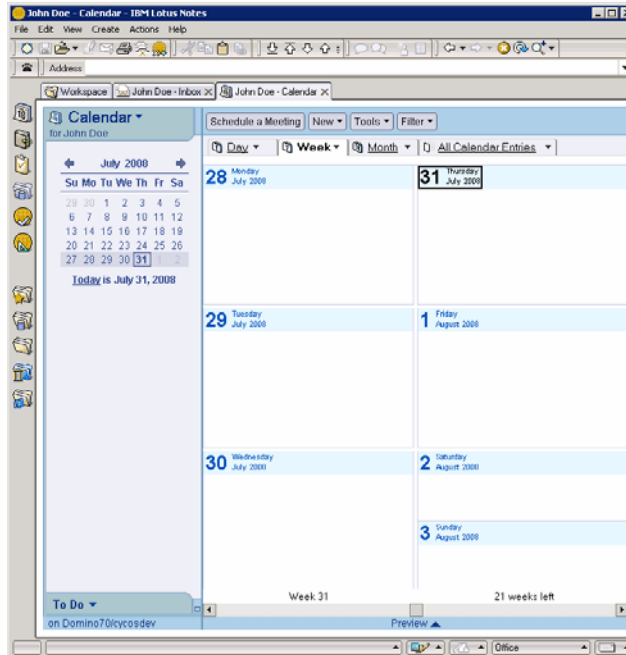 John Doe - Calendar - IBM Lotus Notes
File Edit View Create Actions Help
Address
Workspace John Doe - Inbox John Doe - Calendar
Calendar
for John Doe
Schedule a Meeting New Tools Filter
Day Week Month All Calendar Entries
July 2008
Su Mo Tu We Th Fr Sa
29 30 1 2 3 4 5
6 7 8 9 10 11 12
13 14 15 16 17 18 19
20 21 22 23 24 25 26
27 28 29 30 31 1 2
Today is July 31, 2008
28 Monday
July 2008
31 Thursday
July 2008
29 Tuesday
July 2008
1 Friday
August 2008
30 Wednesday
July 2008
2 Saturday
August 2008
3 Sunday
August 2008
Week 31
21 weeks left
To Do
on Domino70/cycosdev
Preview
Office